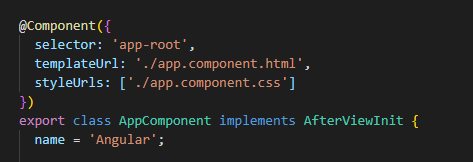 @Component({
  selector: 'app-root',
  templateUrl: './app.component.html',
  styleUrls: ['./app.component.css']
})
export class AppComponent implements AfterViewInit {
  name = 'Angular';